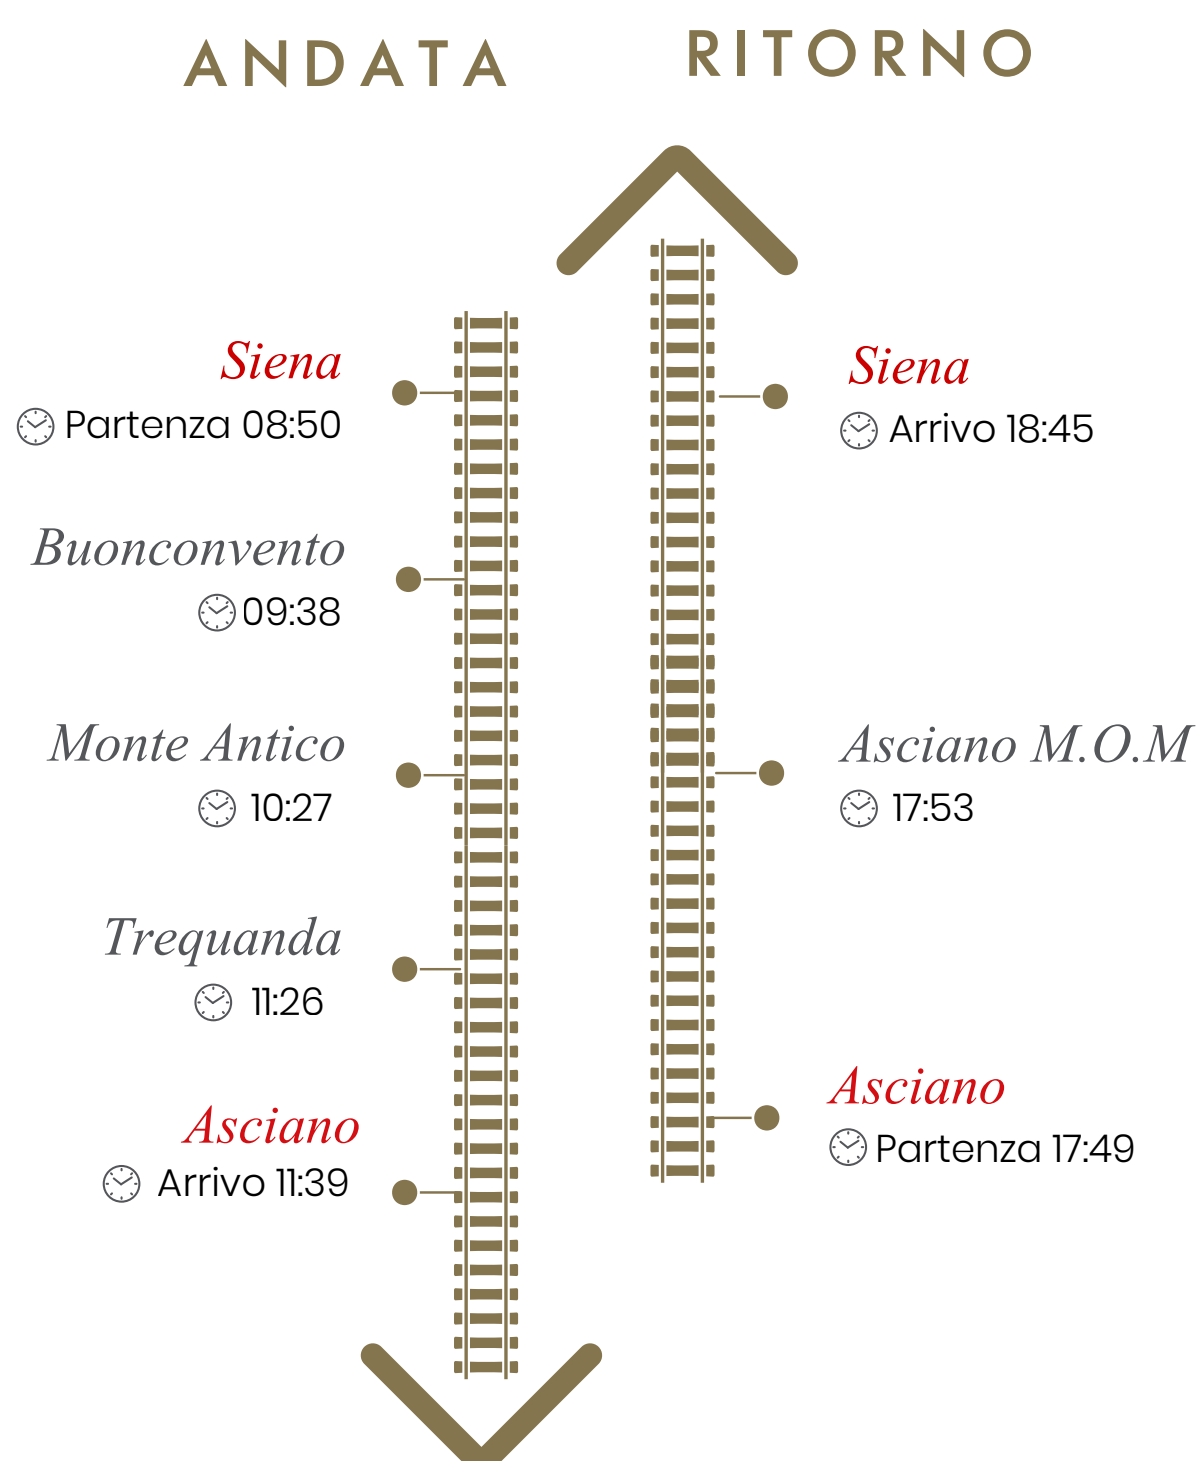 ANDATA
Siena
Partenza 08:50
Buonconvento
09:38
Monte Antico
10:27
Trequanda
11:26
Asciano
Arrivo 11:39
RITORNO
Siena
Arrivo 18:45
Asciano M.O.M
17:53
Asciano
Partenza 17:49